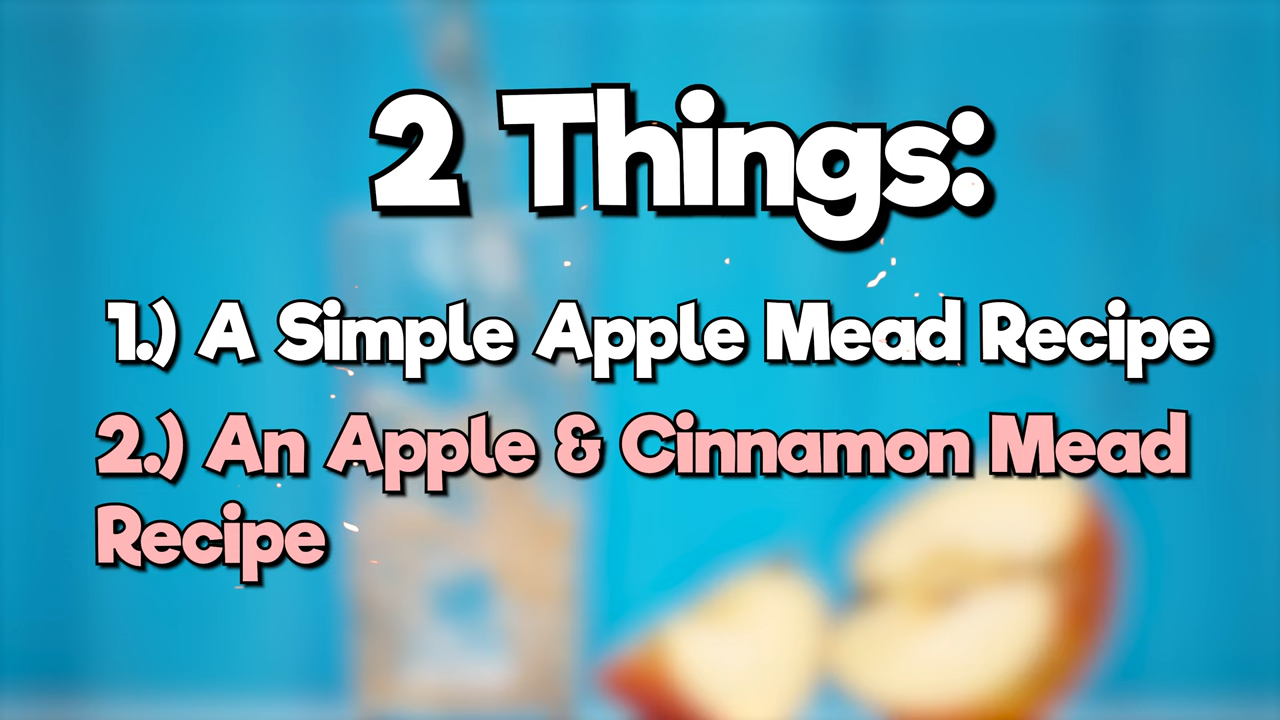 2 Things:
1.) A Simple Apple Mead Recipe
2.) An Apple & Cinnamon Mead
Recipe